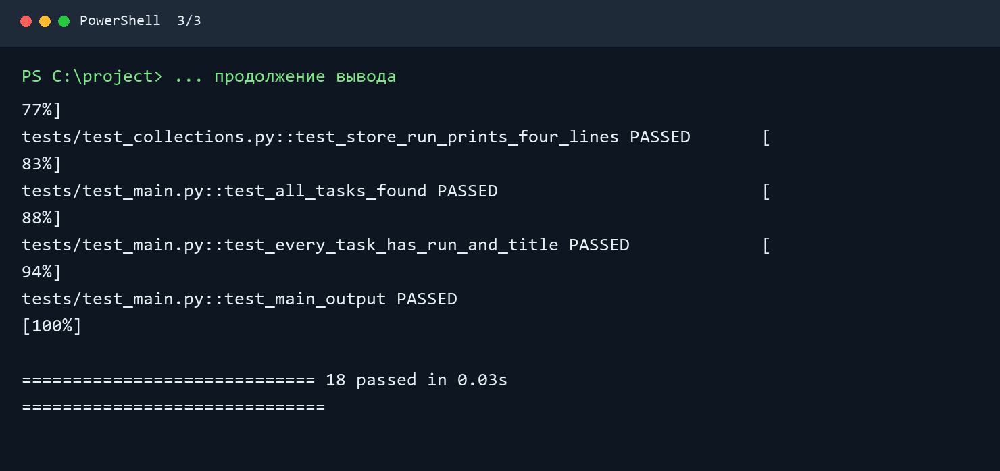 PowerShell  3/3
PS C:\project> ... продолжение вывода
77%]
tests/test_collections.py::test_store_run_prints_four_lines PASSED       [
83%]
tests/test_main.py::test_all_tasks_found PASSED                          [
88%]
tests/test_main.py::test_every_task_has_run_and_title PASSED             [
94%]
tests/test_main.py::test_main_output PASSED
[100%]

============================= 18 passed in 0.03s
==============================